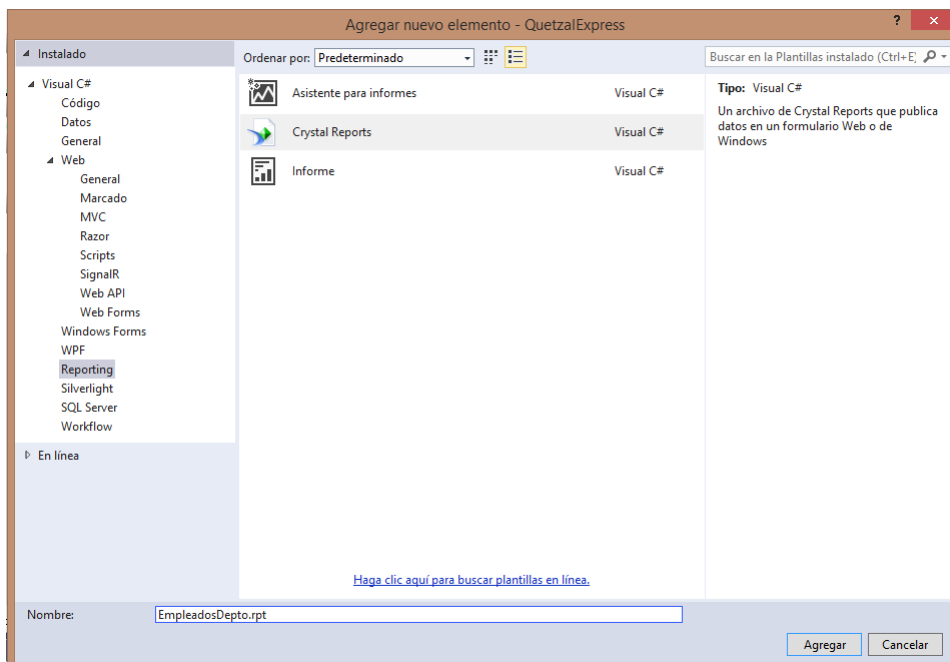 Agregar nuevo elemento - QuetzalExpress
?
Instalado
Ordenar por: Predeterminado
Buscar en la Plantillas instalado (Ctrl+E)
Visual C#
Código
Datos
General
Web
General
Marcado
MVC
Razor
Scripts
SignalR
Web API
Web Forms
Windows Forms
WPF
Reporting
Silverlight
SQL Server
Workflow
En línea
Asistente para informes Visual C#
Crystal Reports Visual C#
Informe Visual C#
Haga clic aquí para buscar plantillas en línea.
Tipo: Visual C#
Un archivo de Crystal Reports que publica
datos en un formulario Web o de
Windows
Nombre: EmpleadosDepto.rpt
Agregar Cancelar